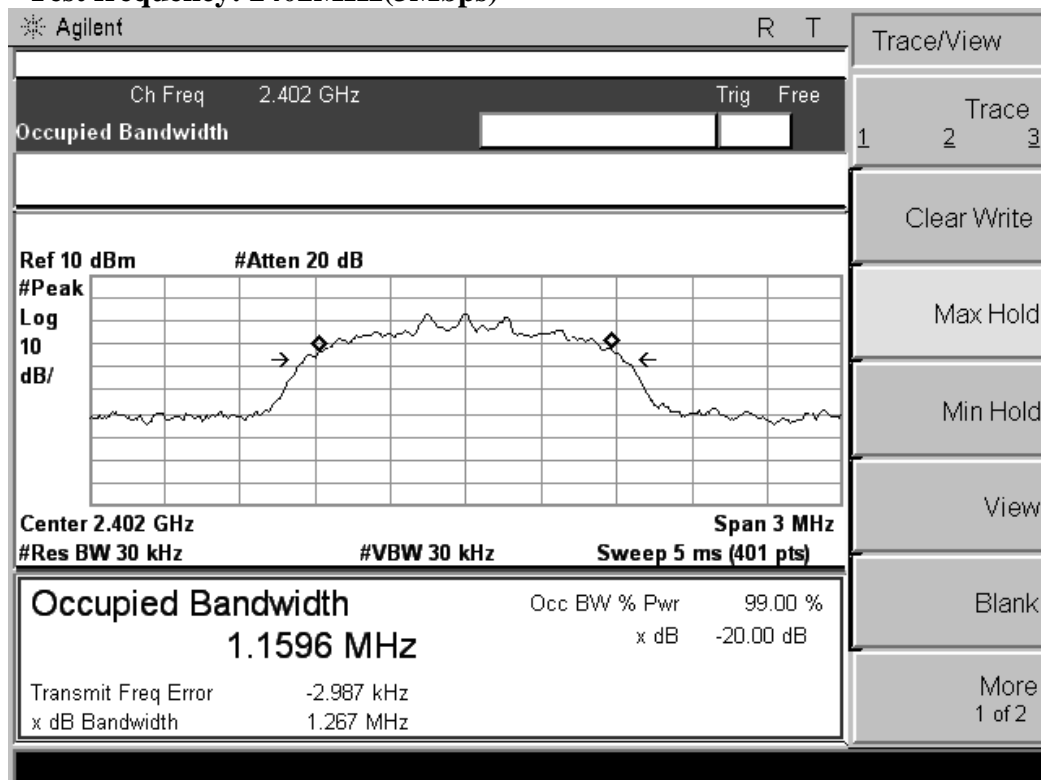 Test frequency: 2402MHz(3Mbps)
Agilent R T
Trace/View
Ch Freq 2.402 GHz Trig Free
Occupied Bandwidth
Trace
1 2 3
Clear Write
Ref 10 dBm #Atten 20 dB
#Peak
Log
10
dB/
Max Hold
Min Hold
View
Center 2.402 GHz Span 3 MHz
#Res BW 30 kHz #VBW 30 kHz Sweep 5 ms (401 pts)
Occupied Bandwidth Occ BW % Pwr 99.00 %
1.1596 MHz x dB -20.00 dB
Transmit Freq Error -2.987 kHz
x dB Bandwidth 1.267 MHz
Blank
More
1 of 2